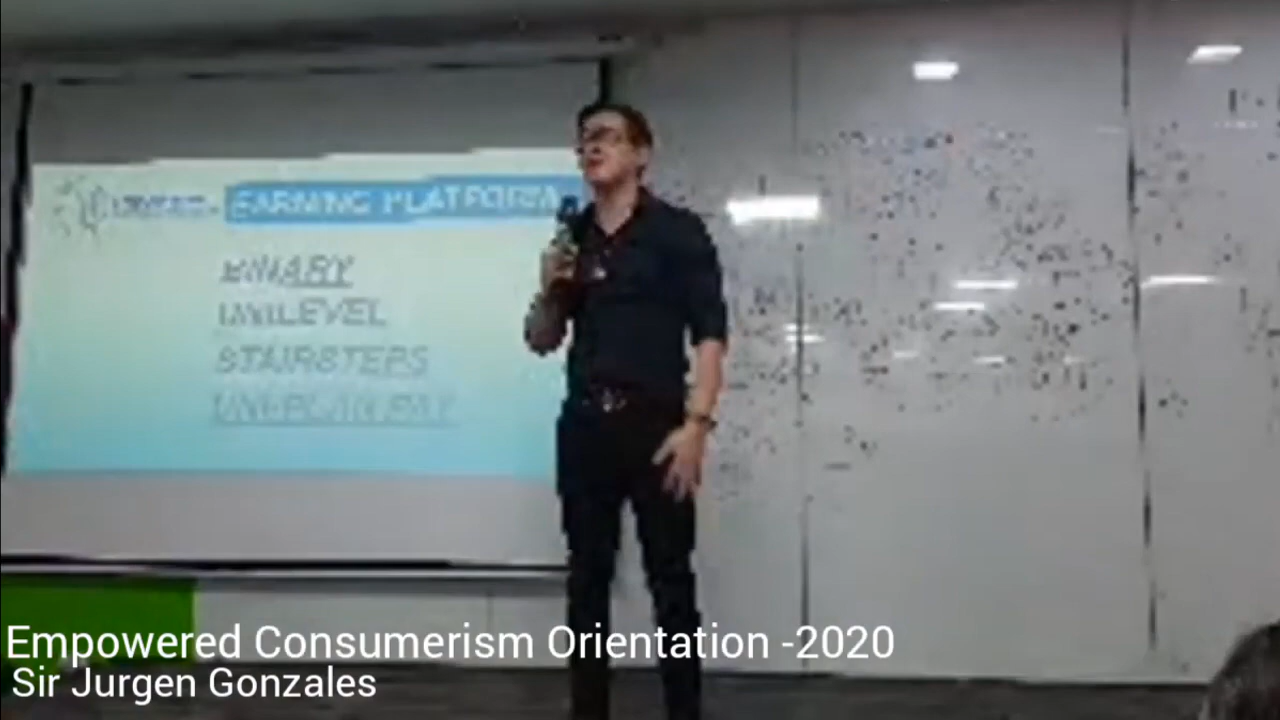 EARNING PLATFORM
BINARY
UNILEVEL
STAIRSTEPS
Empowered Consumerism Orientation -2020
Sir Jurgen Gonzales